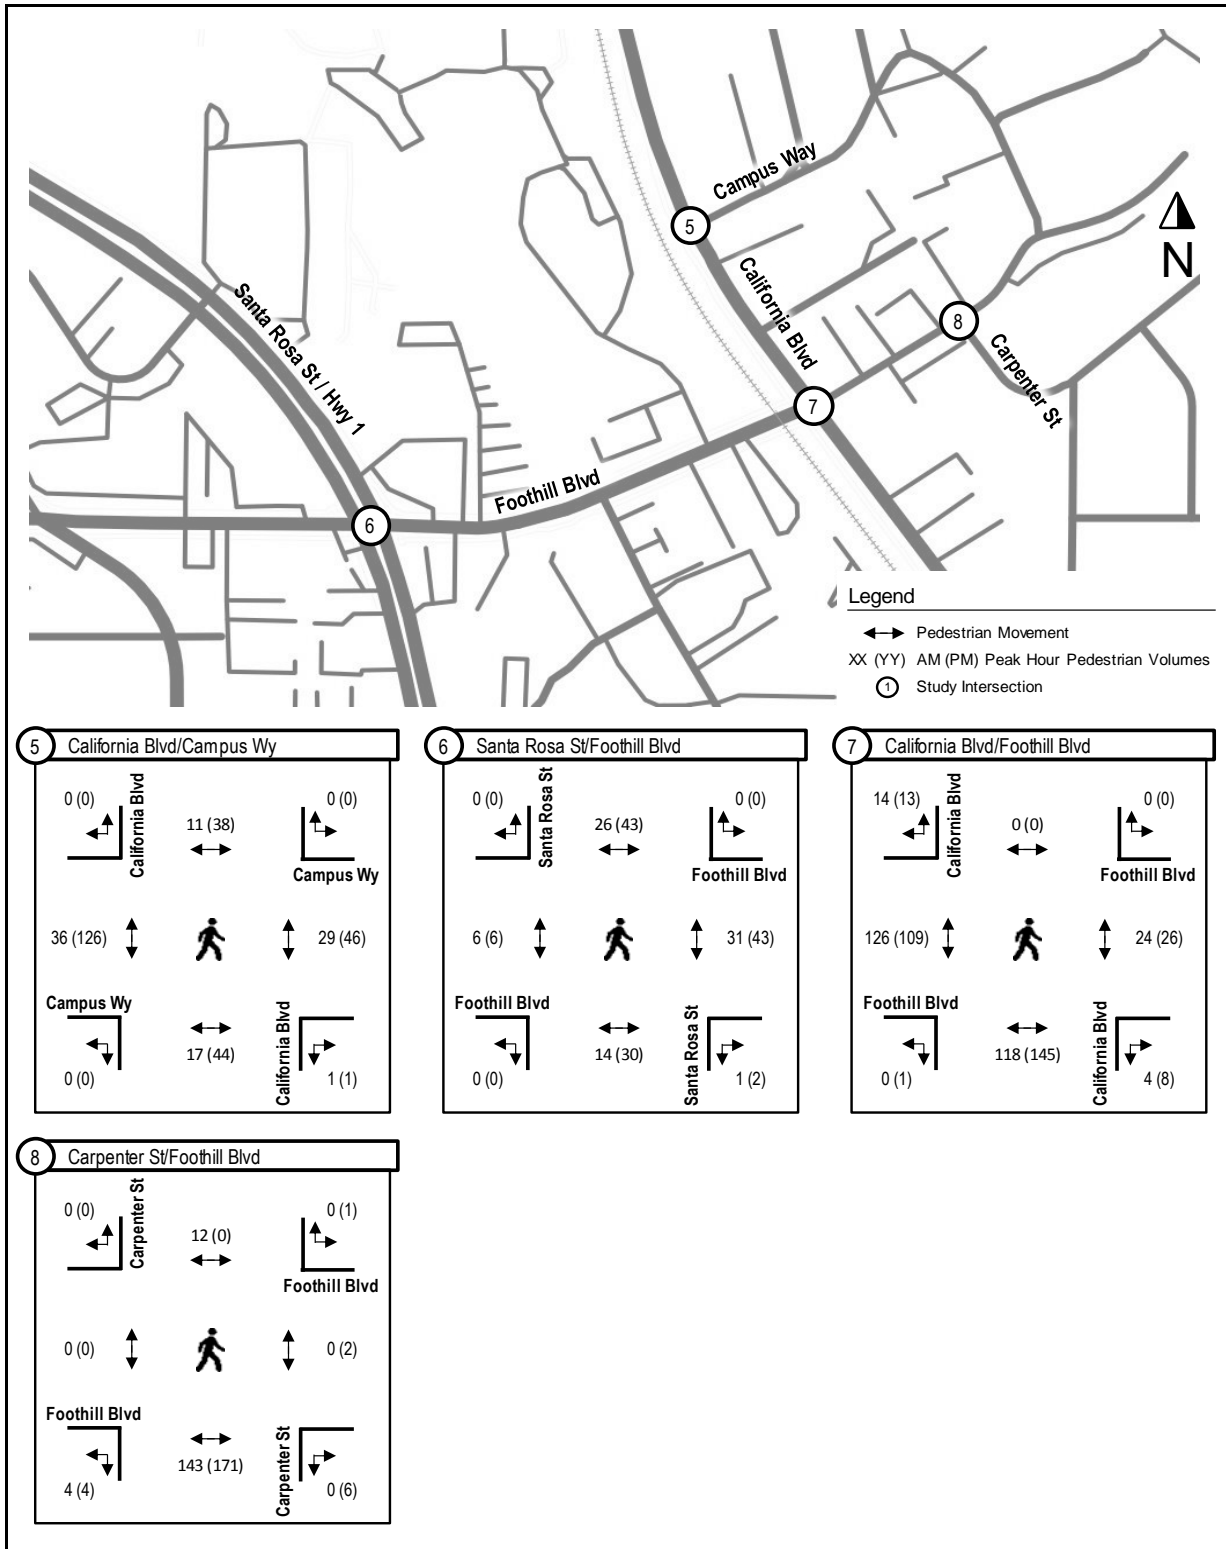 Campus Way
5
N
California Blvd
Santa Rosa St / Hwy 1
8
Carpenter St
7
Foothill Blvd
6
Legend
Pedestrian Movement
XX (YY) AM (PM) Peak Hour Pedestrian Volumes
1 Study Intersection
5 California Blvd/Campus Wy
0 (0)
California Blvd
11 (38)
0 (0)
Campus Wy
36 (126)
29 (46)
Campus Wy
17 (44)
California Blvd
0 (0)
1 (1)
6 Santa Rosa St/Foothill Blvd
0 (0)
Santa Rosa St
26 (43)
0 (0)
Foothill Blvd
6 (6)
31 (43)
Foothill Blvd
14 (30)
Santa Rosa St
0 (0)
1 (2)
7 California Blvd/Foothill Blvd
14 (13)
California Blvd
0 (0)
0 (0)
Foothill Blvd
126 (109)
24 (26)
Foothill Blvd
118 (145)
California Blvd
0 (1)
4 (8)
8 Carpenter St/Foothill Blvd
0 (0)
Carpenter St
12 (0)
0 (1)
Foothill Blvd
0 (0)
0 (2)
Foothill Blvd
143 (171)
Carpenter St
4 (4)
0 (6)